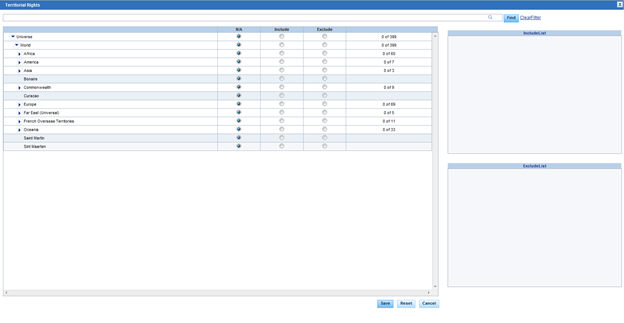 Territorial Rights
X
Find ClearFilter
N/A Include Exclude
Universe 0 of 399
World 0 of 399
Africa 0 of 65
America 0 of 7
Asia 0 of 3
Bonaire
Commonwealth 0 of 9
Curacao
Europe 0 of 69
Far East (Universal) 0 of 5
French Overseas Territories 0 of 11
Oceania 0 of 33
Saint Martin
Sint Maarten
IncludeList
ExcludeList
Save Reset Cancel